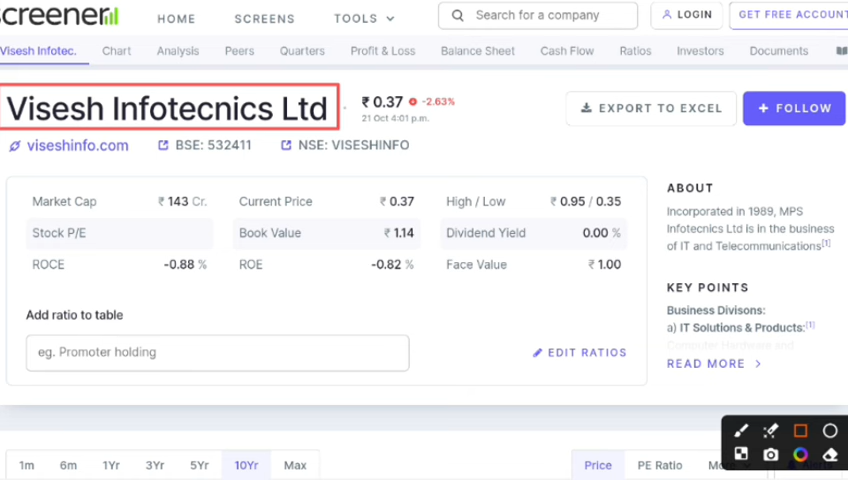 screener
HOME SCREENS TOOLS
Search for a company
LOGIN
GET FREE ACCOUNT
Visesh Infotec. Chart Analysis Peers Quarters Profit & Loss Balance Sheet Cash Flow Ratios Investors Documents
Visesh Infotecnics Ltd
₹ 0.37 -2.63%
21 Oct 4:01 p.m.
EXPORT TO EXCEL
+ FOLLOW
viseshinfo.com BSE: 532411 NSE: VISESHINFO
Market Cap ₹ 143 Cr. Current Price ₹ 0.37 High / Low ₹ 0.95 / 0.35
Stock P/E Book Value ₹ 1.14 Dividend Yield 0.00 %
ROCE -0.88 % ROE -0.82 % Face Value ₹ 1.00
Add ratio to table
eg. Promoter holding
EDIT RATIOS
ABOUT
Incorporated in 1989, MPS
Infotecnics Ltd is in the business
of IT and Telecommunications[1]
KEY POINTS
Business Divisons:
a) IT Solutions & Products:[1]
Computer Hardware and
READ MORE
1m 6m 1Yr 3Yr 5Yr 10Yr Max
Price PE Ratio